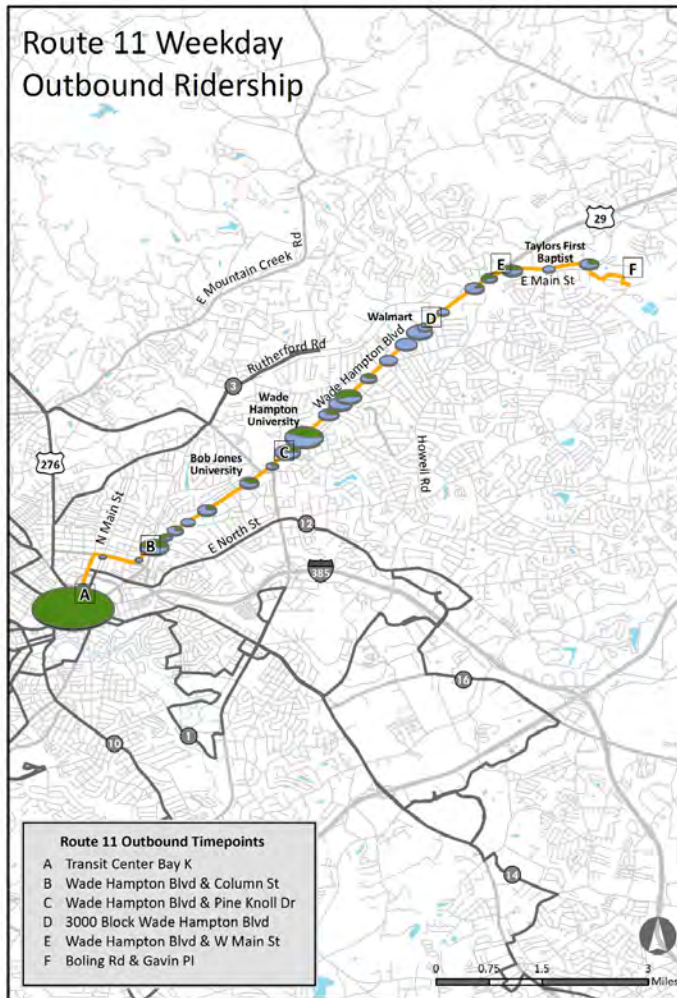 Route 11 Weekday
Outbound Ridership
29
Taylors First
Baptist
E
F
E Main St
E Mountain Creek Rd
Walmart
D
Wade Hampton Blvd
Rutherford Rd
3
Wade
Hampton
University
C
Howell Rd
276
Bob Jones
University
N Main St
E North St
12
B
385
A
16
10
1
14
Route 11 Outbound Timepoints
A Transit Center Bay K
B Wade Hampton Blvd & Column St
C Wade Hampton Blvd & Pine Knoll Dr
D 3000 Block Wade Hampton Blvd
E Wade Hampton Blvd & W Main St
F Boling Rd & Gavin Pl
0 0.75 1.5 3
Miles